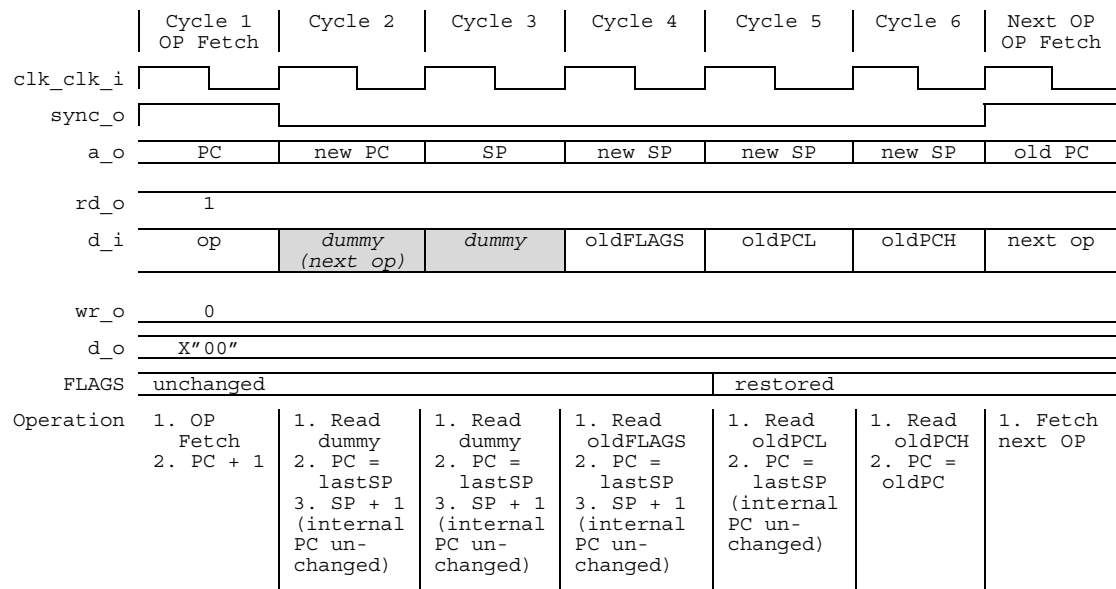 Cycle 1 Cycle 2 Cycle 3 Cycle 4 Cycle 5 Cycle 6 Next OP
OP Fetch OP Fetch
clk_clk_i
sync_o
a_o PC new PC SP new SP new SP new SP old PC
rd_o 1
d_i op dummy dummy oldFLAGS oldPCL oldPCH next op
(next op)
wr_o 0
d_o X"00"
FLAGS unchanged restored
Operation 1. OP 1. Read 1. Read 1. Read 1. Read 1. Read 1. Fetch
Fetch dummy dummy oldFLAGS oldPCL oldPCH next OP
2. PC + 1 2. PC = 2. PC = 2. PC = 2. PC = 2. PC =
lastSP lastSP lastSP lastSP oldPC
3. SP + 1 3. SP + 1 3. SP + 1 (internal
(internal (internal (internal PC un-
PC un- PC un- PC un- changed)
changed) changed) changed)